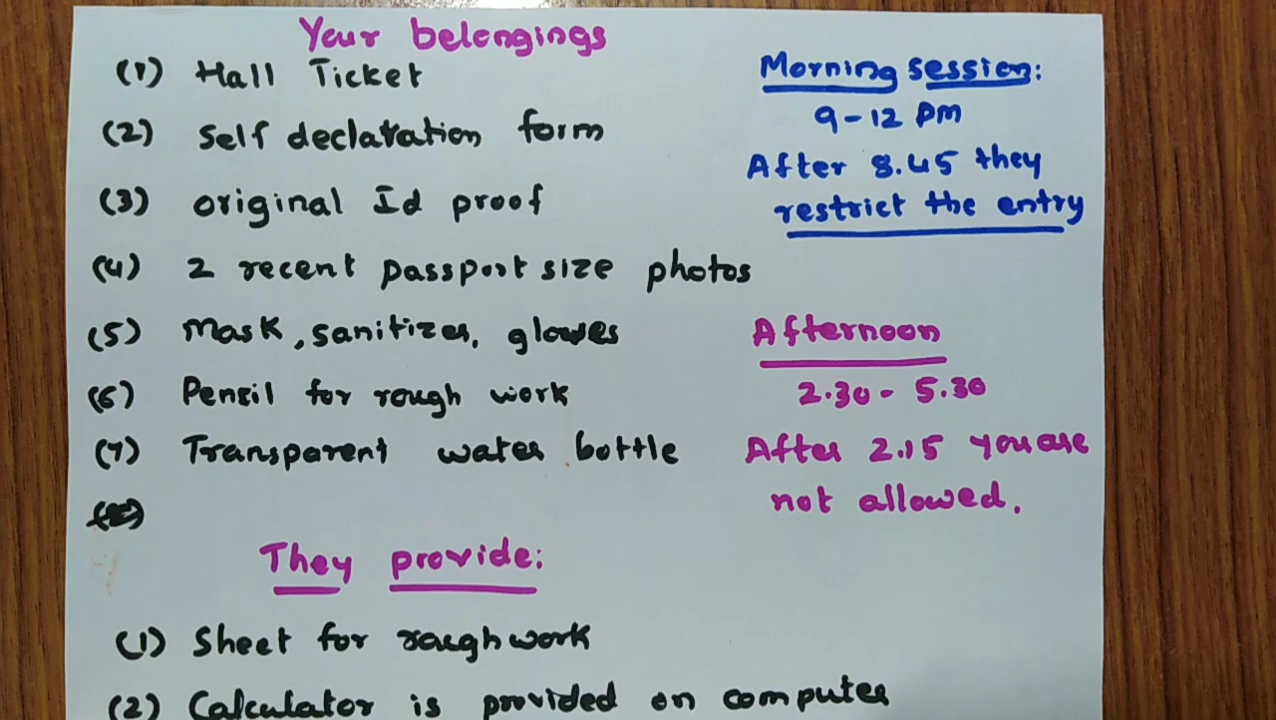 Your belongings
(1) Hall Ticket
(2) Self declaration form
(3) original Id proof
(4) 2 recent passport size photos
(5) Mask, sanitizer, gloves
(6) Pencil for rough work
(7) Transparent water bottle
They provide:
(1) Sheet for rough work
(2) Calculator is provided on computer
Morning session:
9-12 PM
After 8.45 they
restrict the entry
Afternoon
2.30 - 5.30
After 2.15 you are
not allowed.